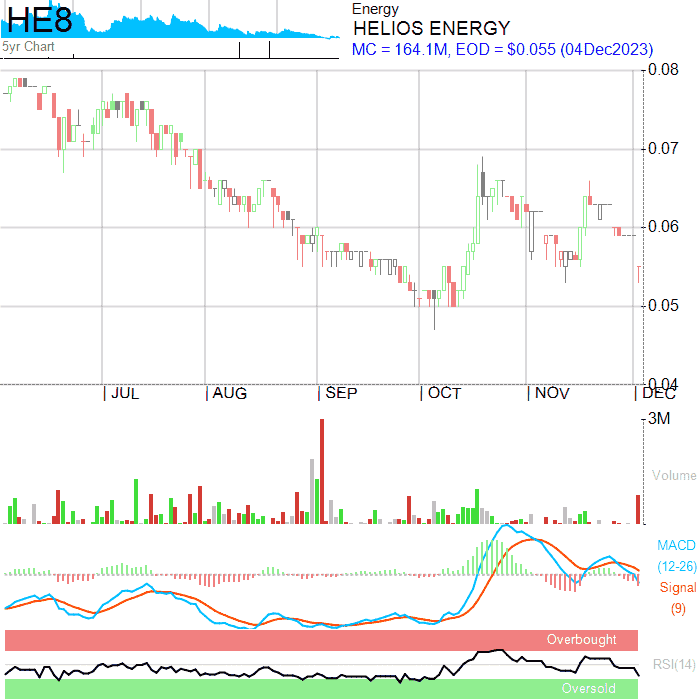 HE8
5yr Chart
Energy
HELIOS ENERGY
MC = 164.1M, EOD = $0.055 (04Dec2023)
0.08
0.07
0.06
0.05
0.04
JUL AUG SEP OCT NOV DEC
3M
Volume
MACD
(12-26)
Signal
(9)
Overbought
RSI(14)
Oversold